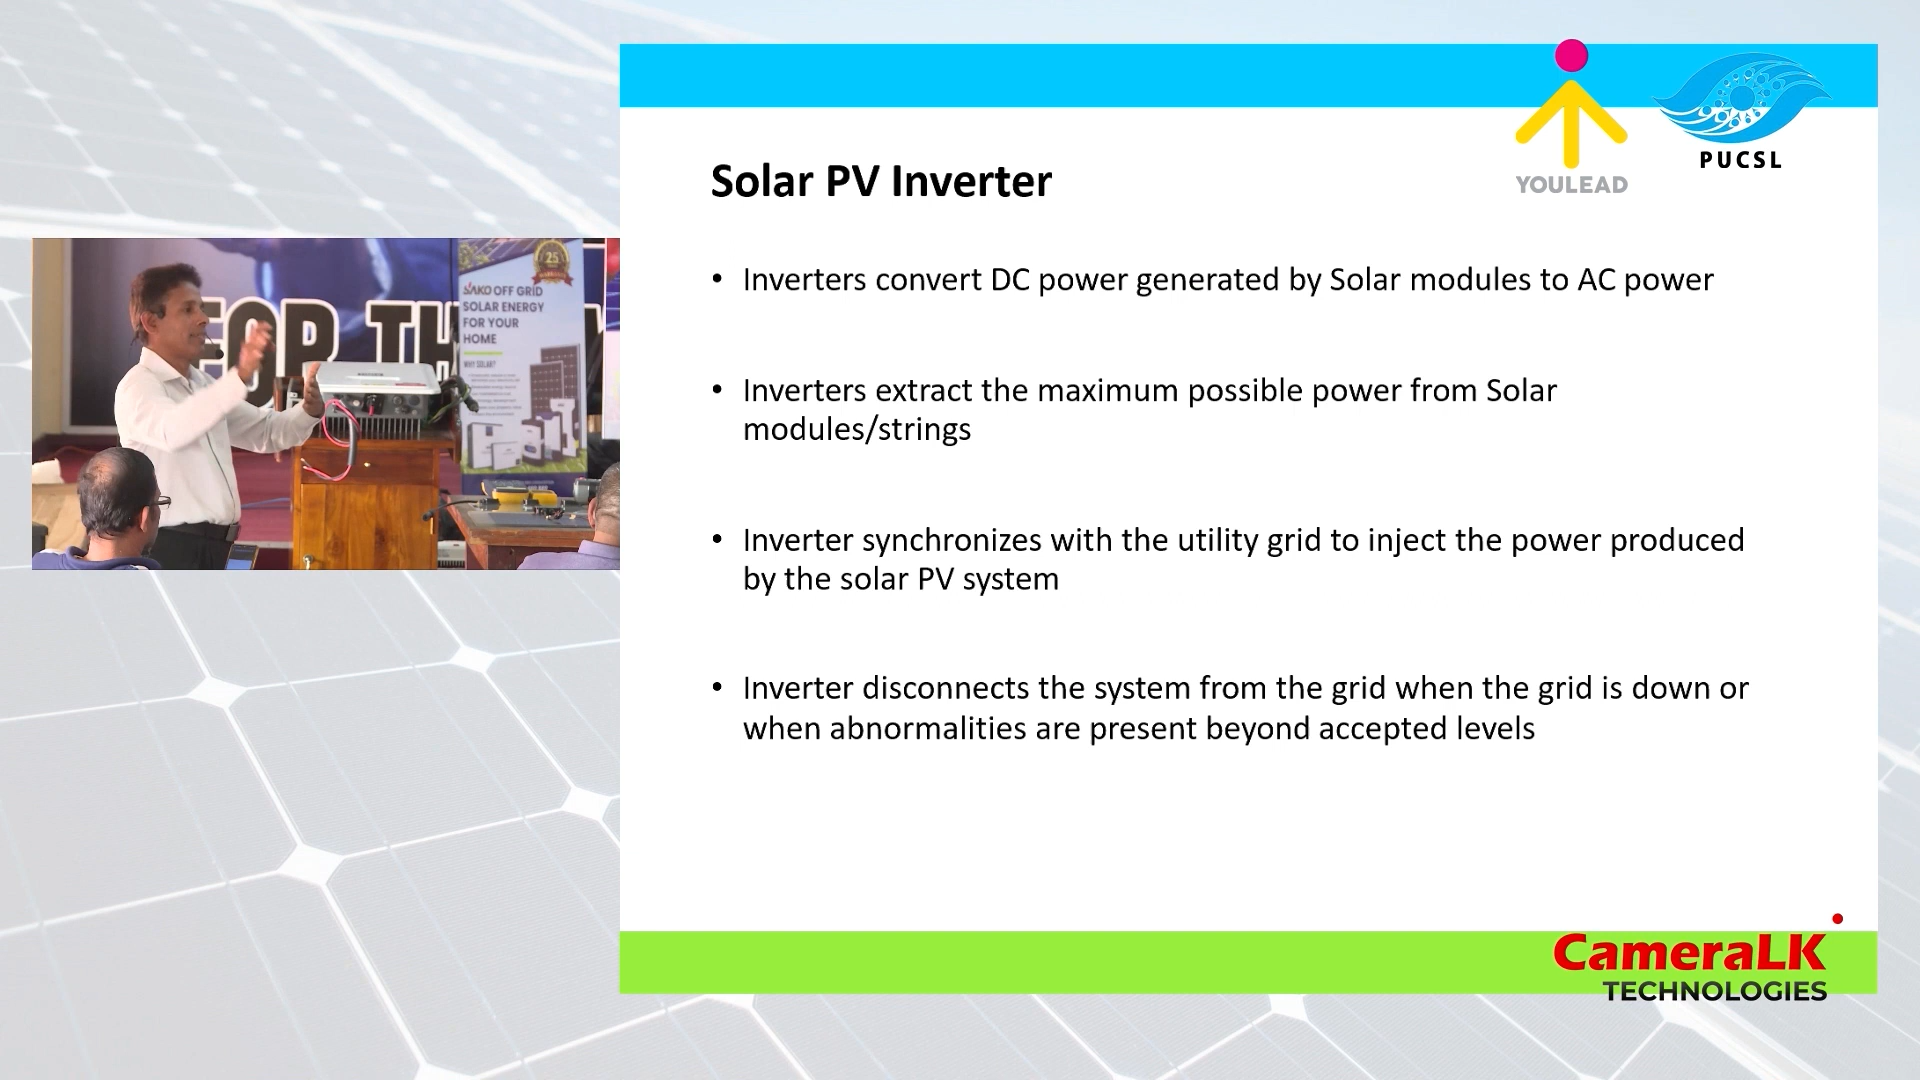 YOULEAD
PUCSL
Solar PV Inverter
• Inverters convert DC power generated by Solar modules to AC power
• Inverters extract the maximum possible power from Solar
modules/strings
• Inverter synchronizes with the utility grid to inject the power produced
by the solar PV system
• Inverter disconnects the system from the grid when the grid is down or
when abnormalities are present beyond accepted levels
FOR TH
25
SAKO OFF GRID
SOLAR ENERGY
FOR YOUR
HOME
WHY SOLAR?
CameraLK
TECHNOLOGIES